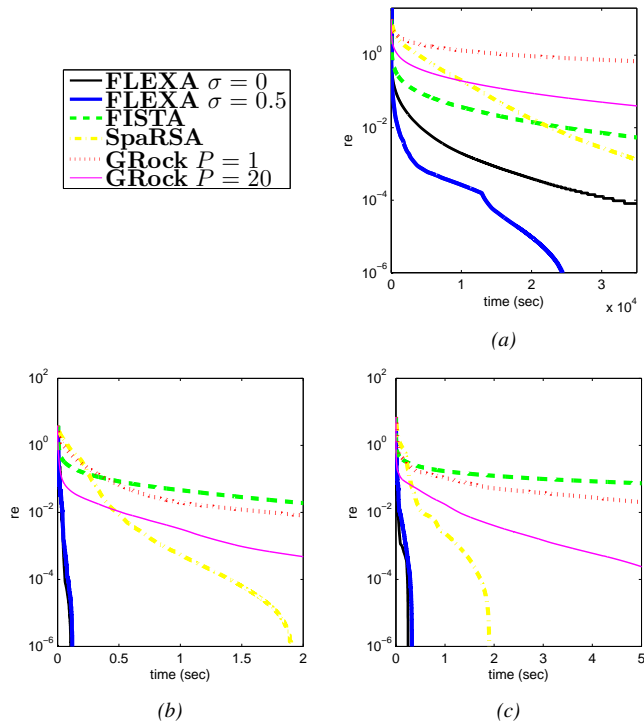 FLEXA σ = 0
FLEXA σ = 0.5
FISTA
SpaRSA
GRock P = 1
GRock P = 20
10^0
10^-2
10^-4
10^-6
re
0 1 2 3
x 10^4
time (sec)
(a)
10^2
10^0
10^-2
10^-4
10^-6
re
0 0.5 1 1.5 2
time (sec)
(b)
10^2
10^0
10^-2
10^-4
10^-6
re
0 1 2 3 4 5
time (sec)
(c)